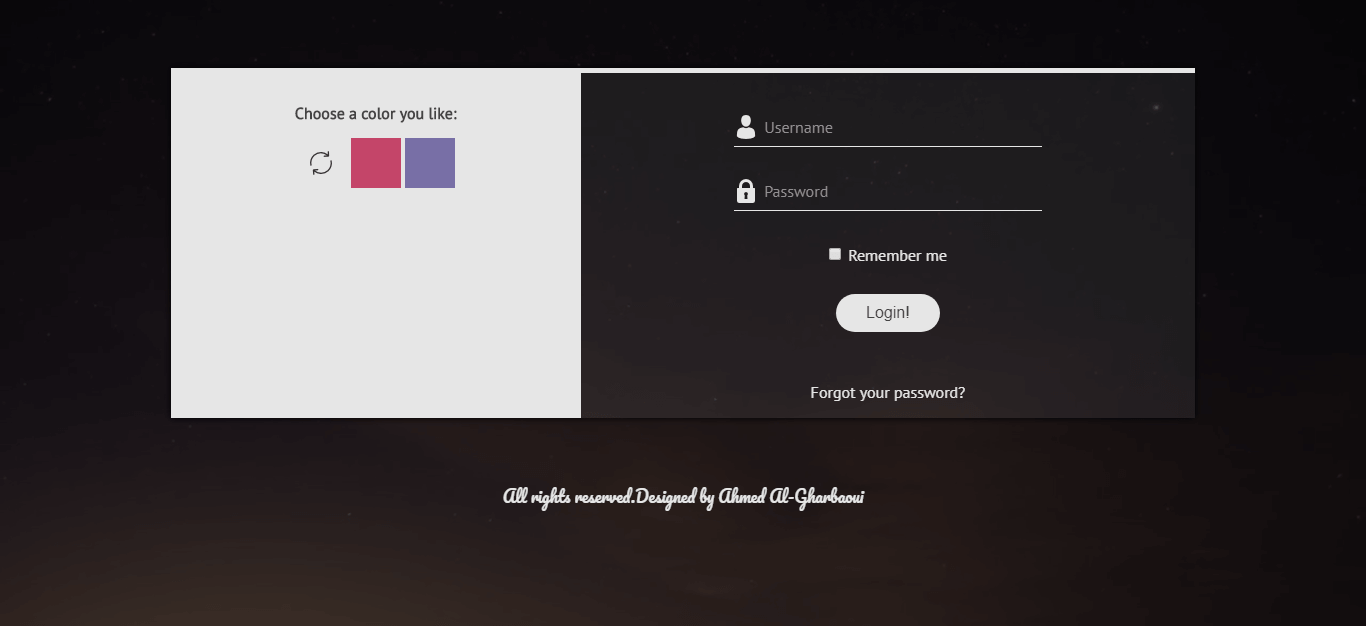 Choose a color you like:
Username
Password
Remember me
Login!
Forgot your password?
All rights reserved.Designed by Ahmed Al-Gharbaoui